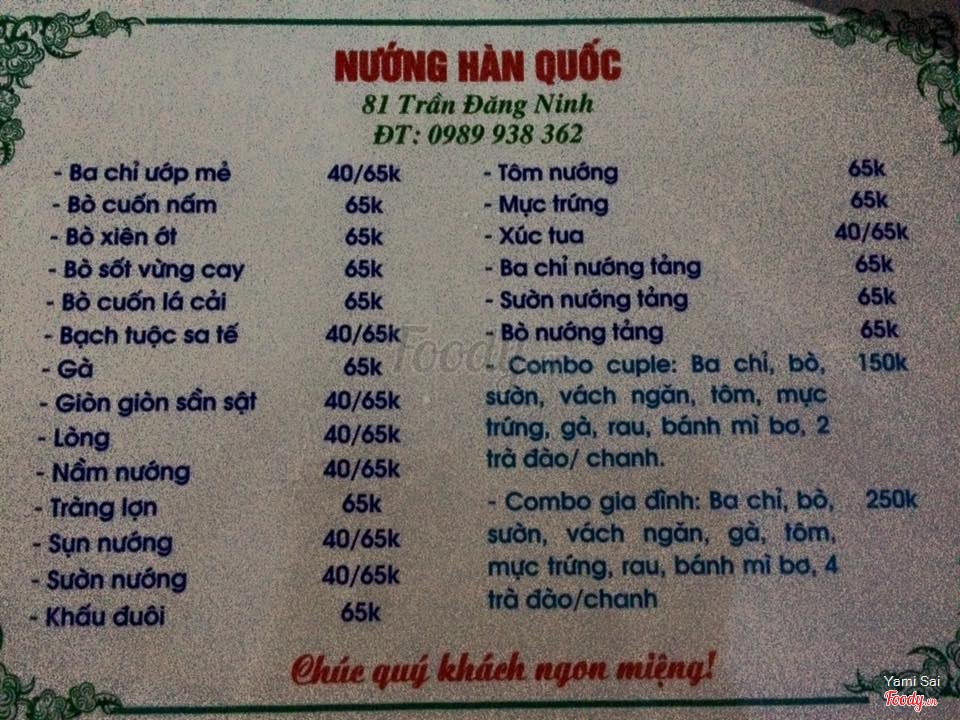 NƯỚNG HÀN QUỐC
81 Trần Đăng Ninh
ĐT: 0989 938 362
- Ba chỉ ướp mẻ 40/65k
- Bò cuốn nấm 65k
- Bò xiên ớt 65k
- Bò sốt vừng cay 65k
- Bò cuốn lá cải 65k
- Bạch tuộc sa tế 40/65k
- Gà 65k
- Giòn giòn sần sật 40/65k
- Lòng 40/65k
- Nầm nướng 40/65k
- Tràng lợn 65k
- Sụn nướng 40/65k
- Sườn nướng 40/65k
- Khấu đuôi 65k
- Tôm nướng 65k
- Mực trứng 65k
- Xúc tua 40/65k
- Ba chỉ nướng tảng 65k
- Sườn nướng tảng 65k
- Bò nướng tảng 65k
- Combo cuple: Ba chỉ, bò, 150k
sườn, vách ngăn, tôm, mực
trứng, gà, rau, bánh mì bơ, 2
trà đào/ chanh.
- Combo gia đình: Ba chỉ, bò, 250k
sườn, vách ngăn, gà, tôm,
mực trứng, rau, bánh mì bơ, 4
trà đào/chanh
Chúc quý khách ngon miệng!
Foody
Yami Sai
Foody.vn